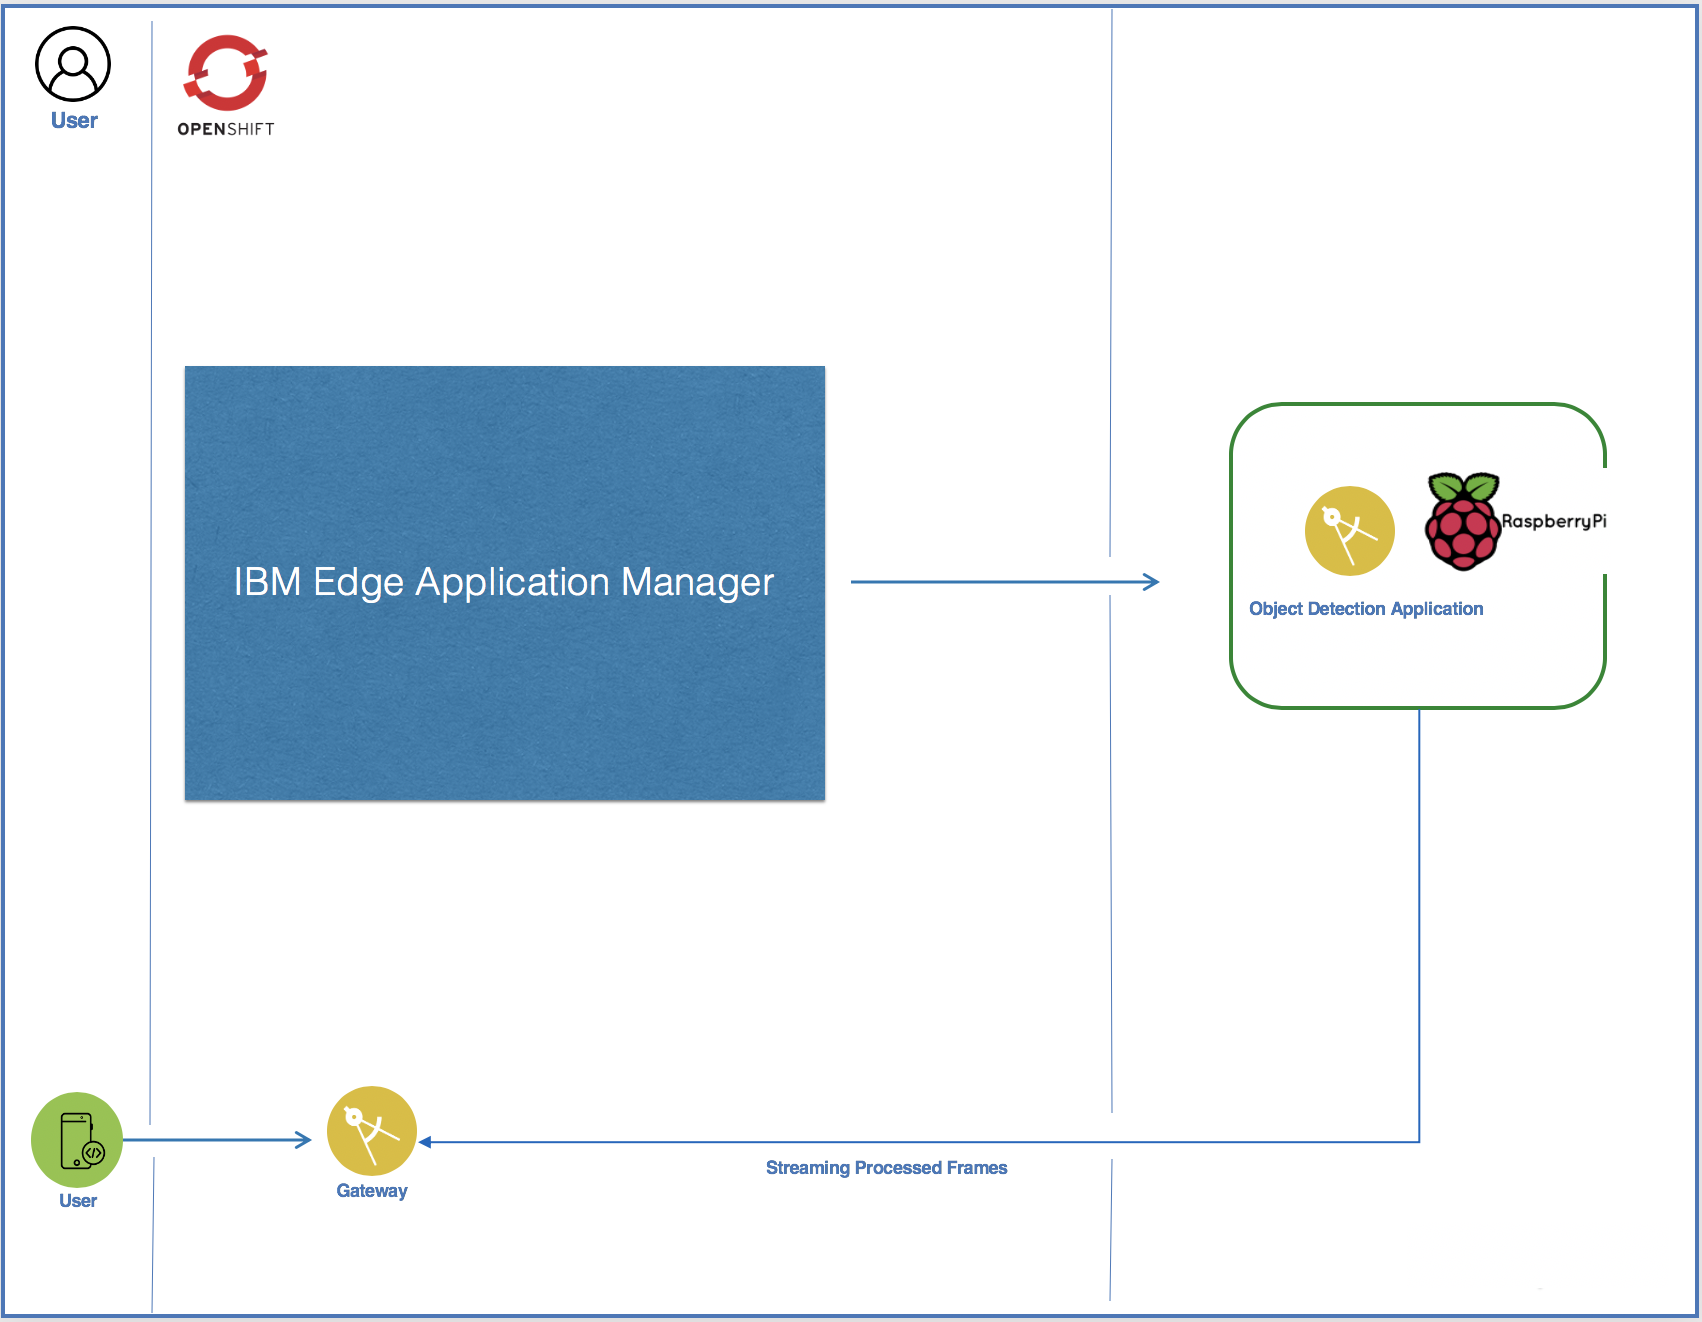 User
OPENSHIFT
IBM Edge Application Manager
RaspberryPi
Object Detection Application
Streaming Processed Frames
Gateway
User